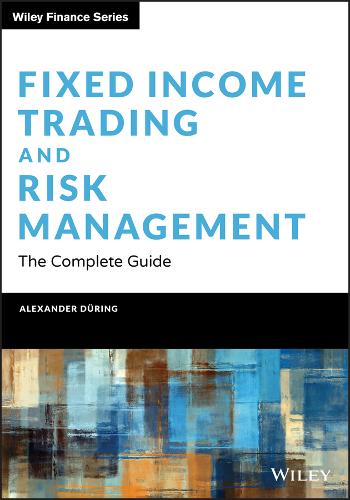 Wiley Finance Series
FIXED INCOME
TRADING
AND
RISK
MANAGEMENT
The Complete Guide
ALEXANDER DÜRING
WILEY